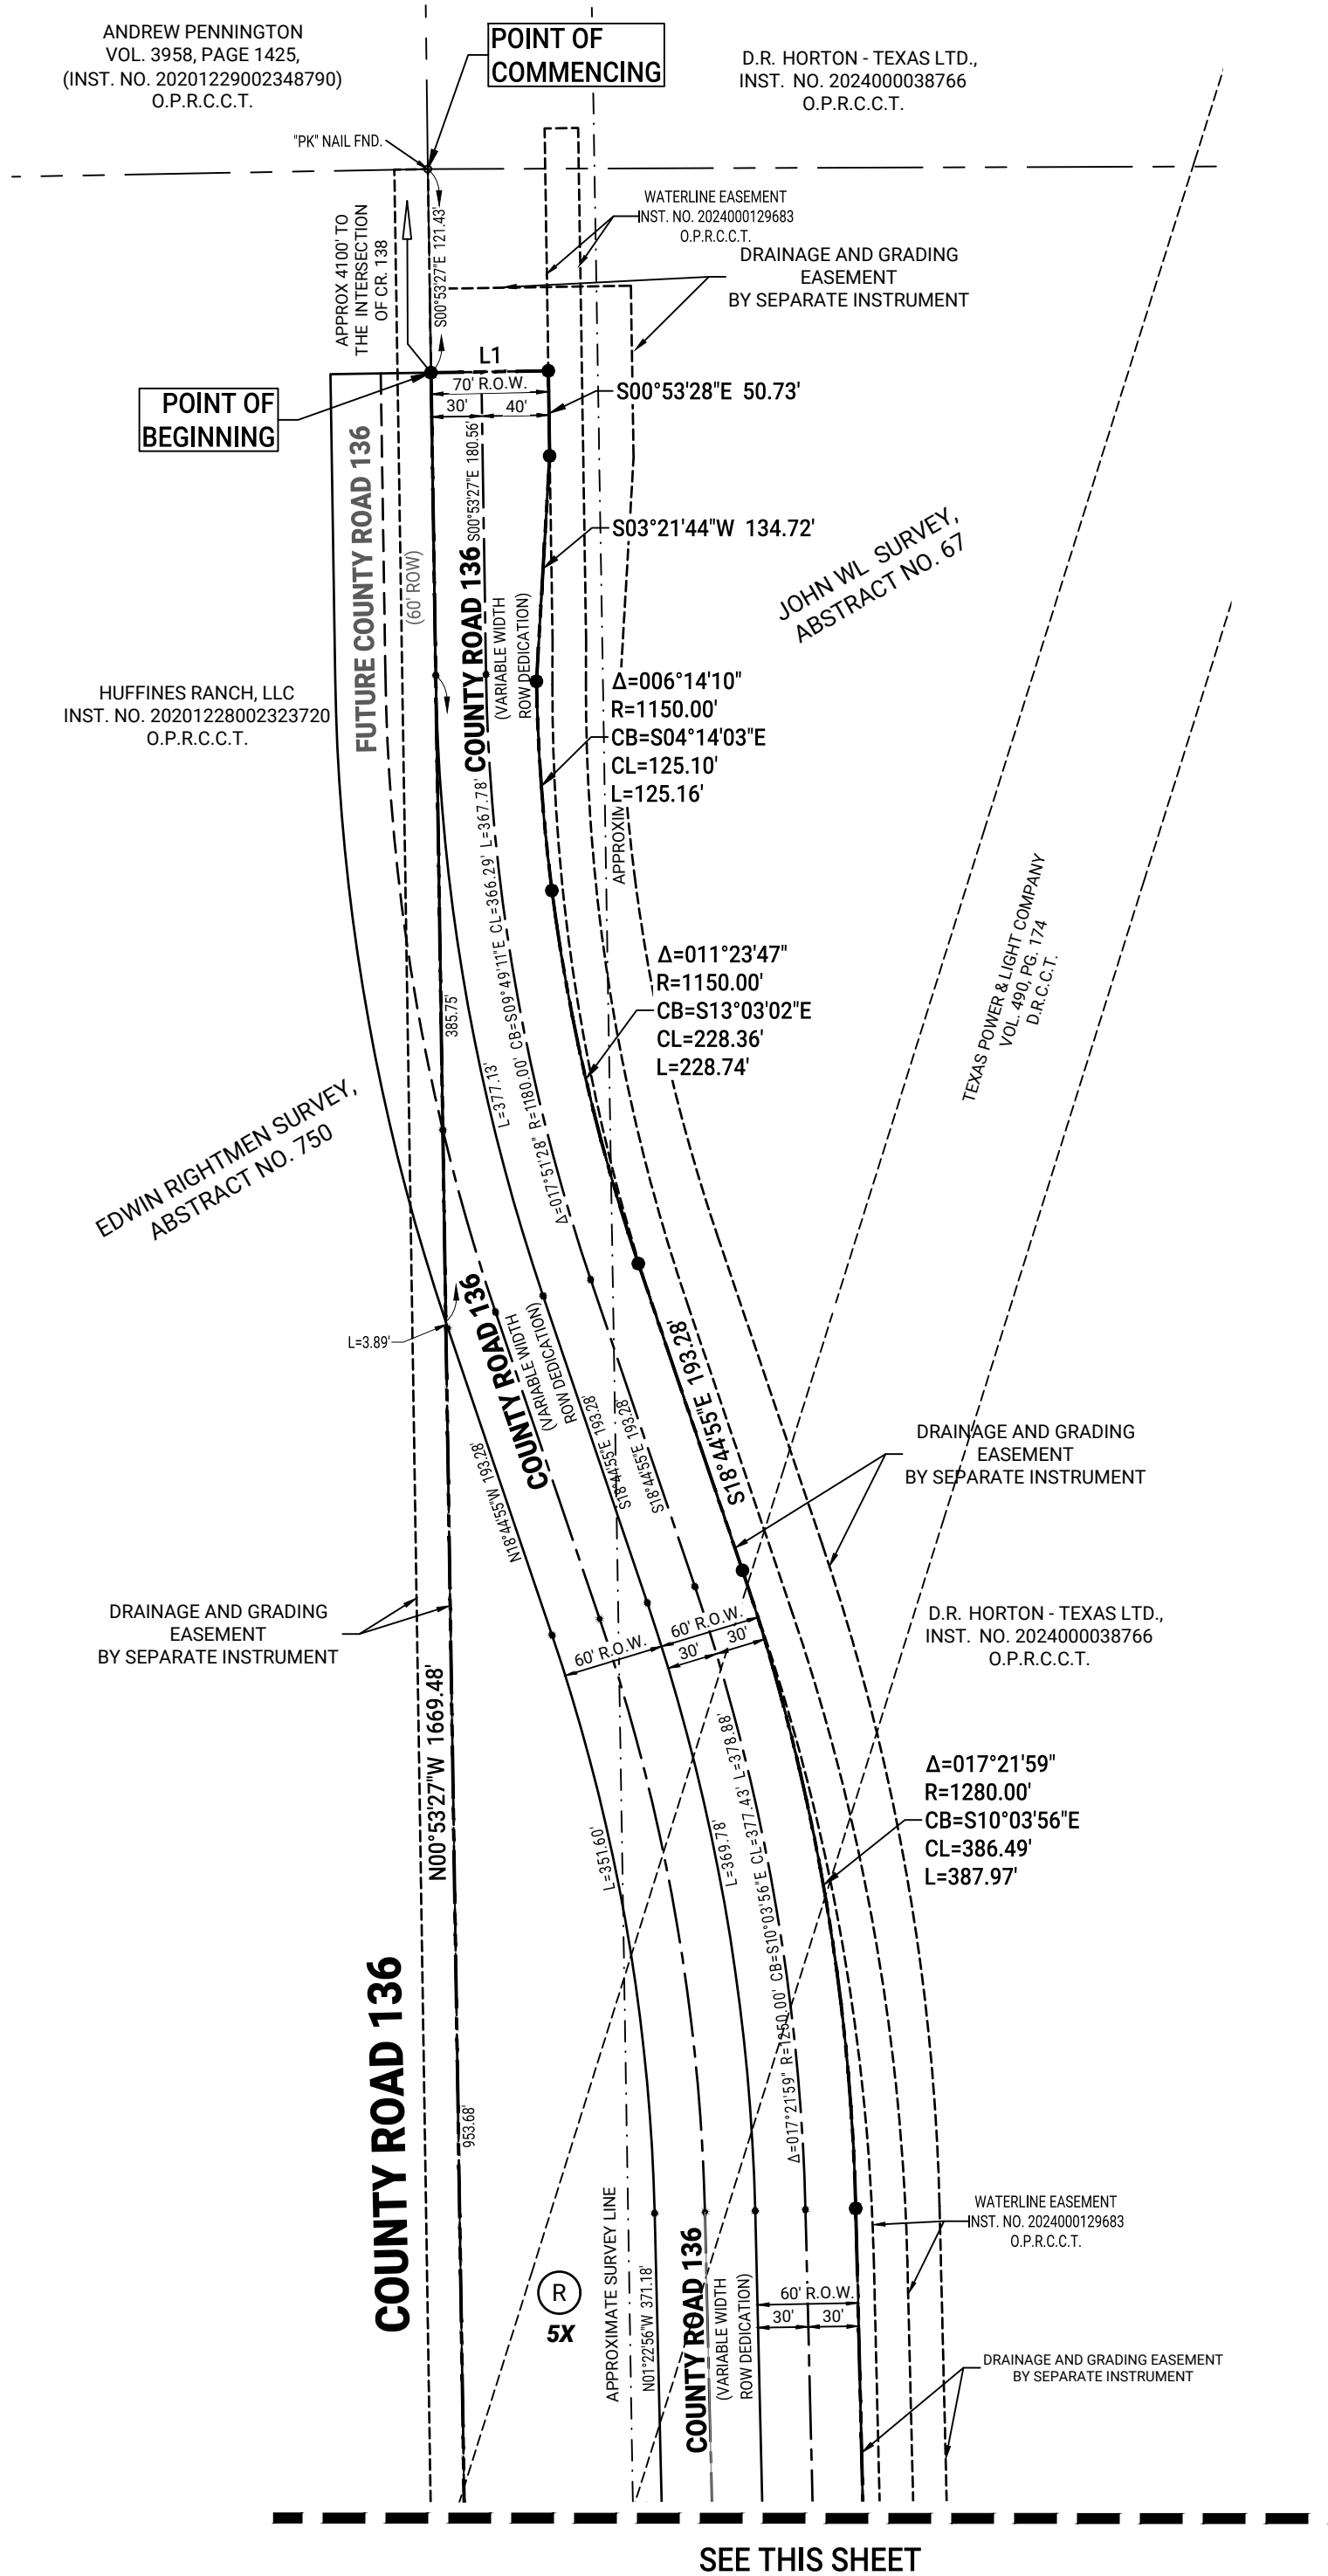 ANDREW PENNINGTON
VOL. 3958, PAGE 1425,
(INST. NO. 20201229002348790)
O.P.R.C.C.T.
POINT OF
COMMENCING
D.R. HORTON - TEXAS LTD.,
INST. NO. 2024000038766
O.P.R.C.C.T.
"PK" NAIL FND.
WATERLINE EASEMENT
INST. NO. 2024000129683
O.P.R.C.C.T.
APPROX 4100' TO
THE INTERSECTION
OF CR. 138
S00°53'27"E 121.43'
DRAINAGE AND GRADING
EASEMENT
BY SEPARATE INSTRUMENT
L1
70' R.O.W.
30'
40'
S00°53'28"E 50.73'
POINT OF
BEGINNING
FUTURE COUNTY ROAD 136
(60' ROW)
S00°53'27"E 180.56'
COUNTY ROAD 136
(VARIABLE WIDTH
ROW DEDICATION)
S03°21'44"W 134.72'
JOHN WL SURVEY,
ABSTRACT NO. 67
HUFFINES RANCH, LLC
INST. NO. 20201228002323720
O.P.R.C.C.T.
Δ=006°14'10"
R=1150.00'
CB=S04°14'03"E
CL=125.10'
L=125.16'
APPROXIM
Δ=017°51'28" R=1180.00' CB=S09°49'11"E CL=366.29' L=367.78'
Δ=011°23'47"
R=1150.00'
CB=S13°03'02"E
CL=228.36'
L=228.74'
TEXAS POWER & LIGHT COMPANY
VOL. 490, PG. 174
D.R.C.C.T.
385.75'
L=377.13'
EDWIN RIGHTMEN SURVEY,
ABSTRACT NO. 750
L=3.89'
COUNTY ROAD 136
(VARIABLE WIDTH
ROW DEDICATION)
N18°44'55"W 193.28'
S18°44'55"E 193.28'
S18°44'55"E 193.28'
S18°44'55"E 193.28'
DRAINAGE AND GRADING
EASEMENT
BY SEPARATE INSTRUMENT
DRAINAGE AND GRADING
EASEMENT
BY SEPARATE INSTRUMENT
60' R.O.W.
60' R.O.W.
30'
30'
D.R. HORTON - TEXAS LTD.,
INST. NO. 2024000038766
O.P.R.C.C.T.
N00°53'27"W 1669.48'
L=351.60'
L=369.78'
Δ=017°21'59" R=1250.00' CB=S10°03'56"E CL=377.43' L=378.88'
Δ=017°21'59"
R=1280.00'
CB=S10°03'56"E
CL=386.49'
L=387.97'
COUNTY ROAD 136
953.68'
R
5X
APPROXIMATE SURVEY LINE
N01°22'56"W 371.18'
COUNTY ROAD 136
(VARIABLE WIDTH
ROW DEDICATION)
60' R.O.W.
30'
30'
WATERLINE EASEMENT
INST. NO. 2024000129683
O.P.R.C.C.T.
DRAINAGE AND GRADING EASEMENT
BY SEPARATE INSTRUMENT
SEE THIS SHEET